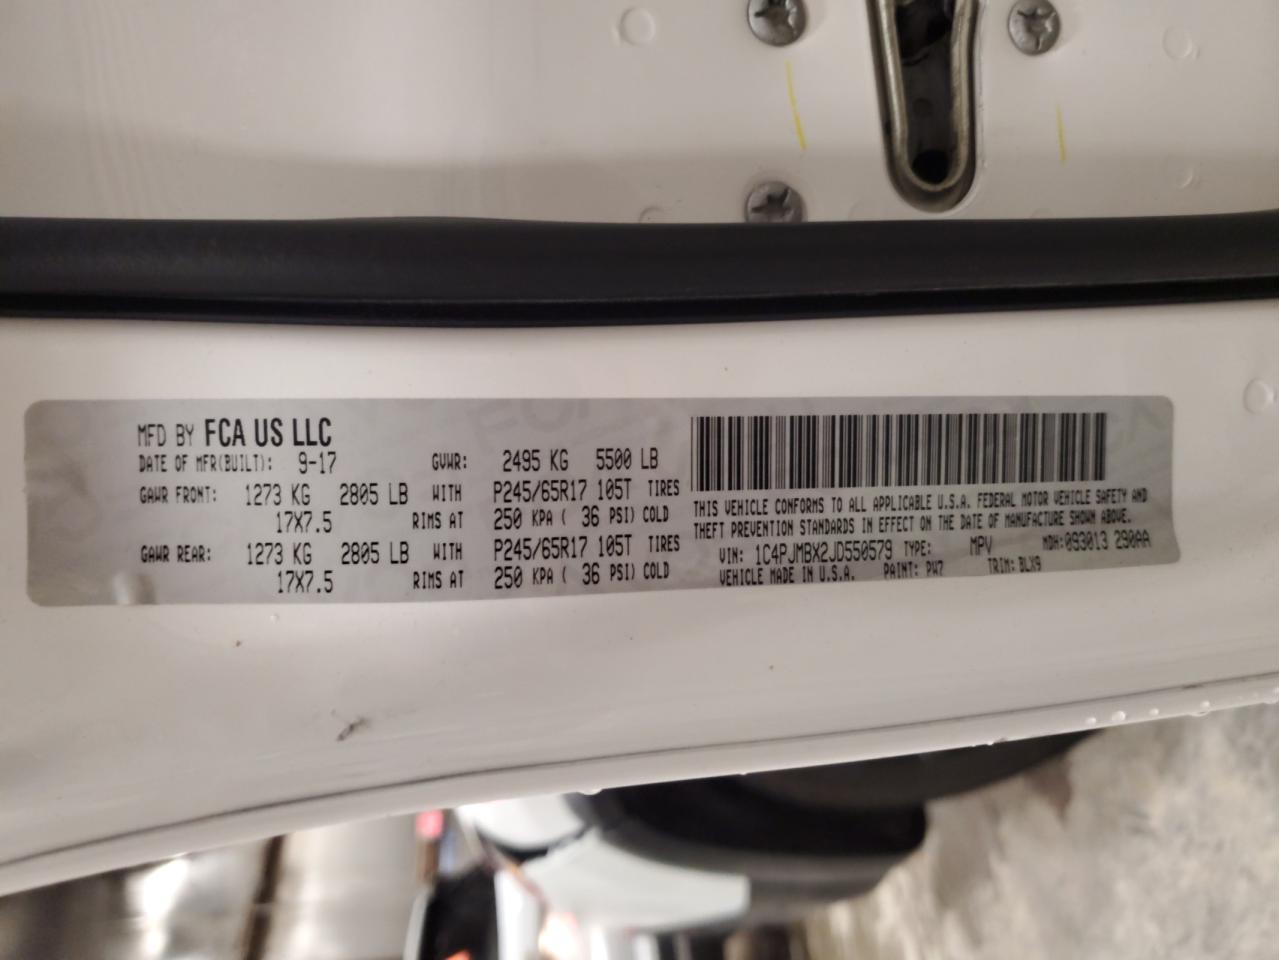 MFD BY FCA US LLC
DATE OF MFR(BUILT): 9-17 GVWR: 2495 KG 5500 LB
GAWR FRONT: 1273 KG 2805 LB WITH P245/65R17 105T TIRES
17X7.5 RIMS AT 250 KPA ( 36 PSI) COLD
GAWR REAR: 1273 KG 2805 LB WITH P245/65R17 105T TIRES
17X7.5 RIMS AT 250 KPA ( 36 PSI) COLD
THIS VEHICLE CONFORMS TO ALL APPLICABLE U.S.A. FEDERAL MOTOR VEHICLE SAFETY AND
THEFT PREVENTION STANDARDS IN EFFECT ON THE DATE OF MANUFACTURE SHOWN ABOVE.
VIN: 1C4PJMBX2JD550579 TYPE: MPV MDH:093013 290AA
VEHICLE MADE IN U.S.A. PAINT: PW7 TRIM: BLX9